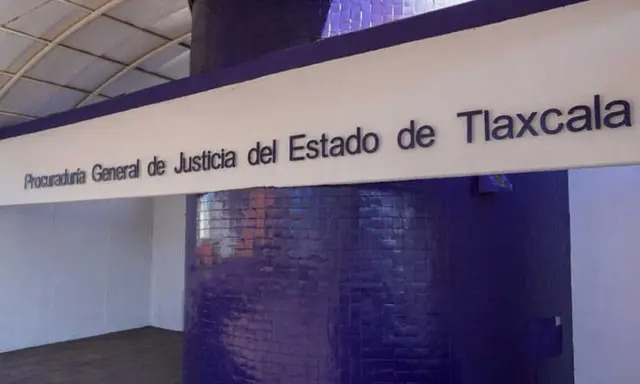 Procuraduría General de Justicia del Estado de Tlaxcala